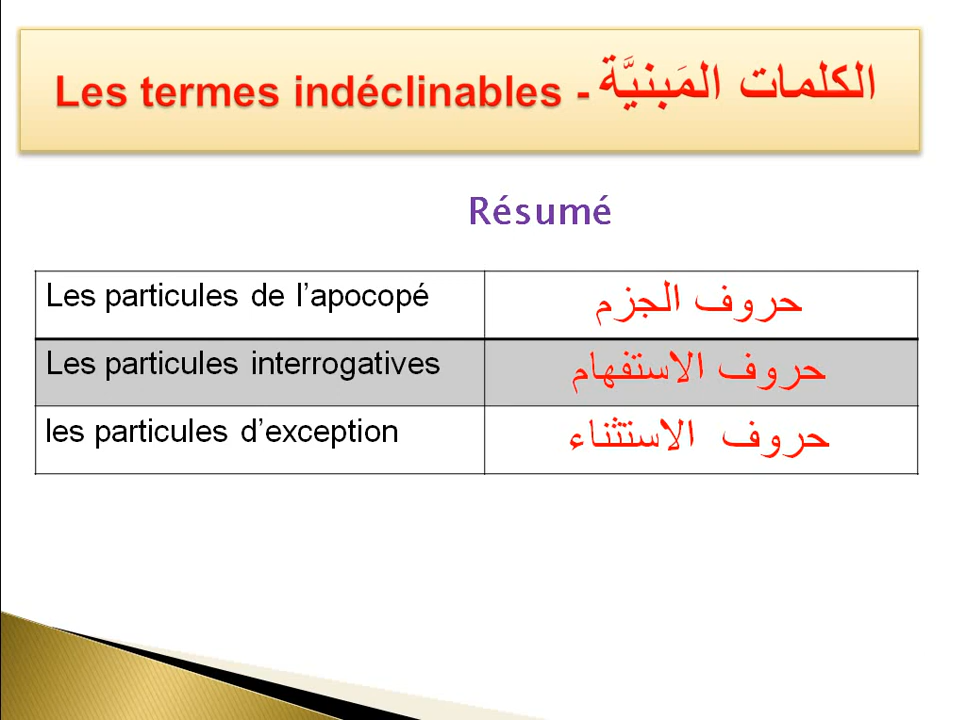 Les termes indéclinables - الكلمات المَبنيَّة
Résumé
Les particules de l’apocopé حروف الجزم
Les particules interrogatives حروف الاستفهام
les particules d’exception حروف الاستثناء